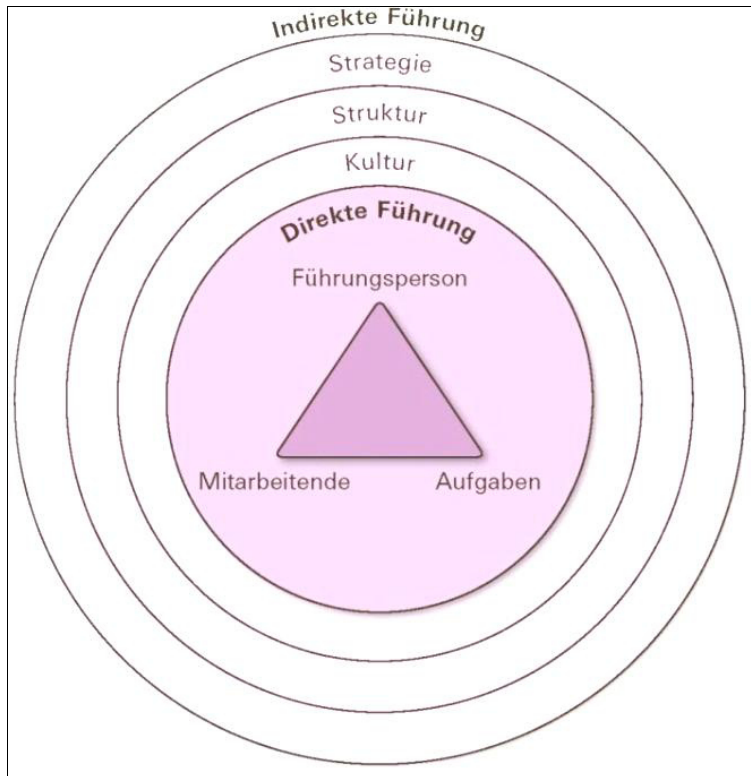 Indirekte Führung
Strategie
Struktur
Kultur
Direkte Führung
Führungsperson
Mitarbeitende
Aufgaben